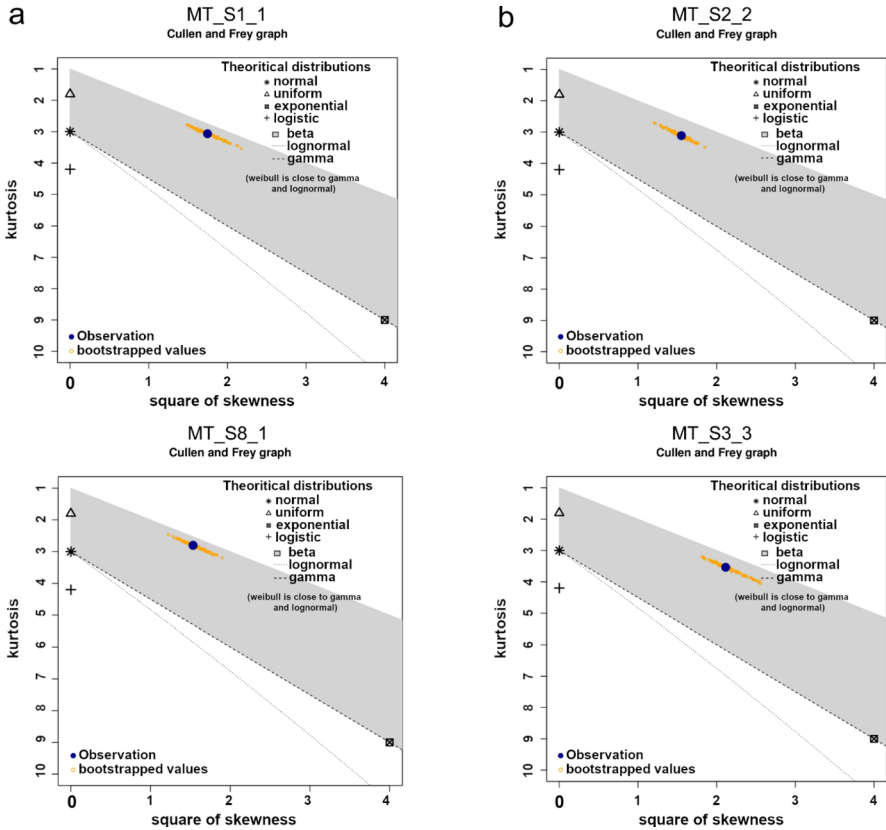 a
MT_S1_1
Cullen and Frey graph
Theoritical distributions
normal
uniform
exponential
logistic
beta
lognormal
gamma
(weibull is close to gamma
and lognormal)
kurtosis
1
2
3
4
5
6
7
8
9
10
Observation
bootstrapped values
0 1 2 3 4
square of skewness
b
MT_S2_2
Cullen and Frey graph
Theoritical distributions
normal
uniform
exponential
logistic
beta
lognormal
gamma
(weibull is close to gamma
and lognormal)
kurtosis
1
2
3
4
5
6
7
8
9
10
Observation
bootstrapped values
0 1 2 3 4
square of skewness
MT_S8_1
Cullen and Frey graph
Theoritical distributions
normal
uniform
exponential
logistic
beta
lognormal
gamma
(weibull is close to gamma
and lognormal)
kurtosis
1
2
3
4
5
6
7
8
9
10
Observation
bootstrapped values
0 1 2 3 4
square of skewness
MT_S3_3
Cullen and Frey graph
Theoritical distributions
normal
uniform
exponential
logistic
beta
lognormal
gamma
(weibull is close to gamma
and lognormal)
kurtosis
1
2
3
4
5
6
7
8
9
10
Observation
bootstrapped values
0 1 2 3 4
square of skewness